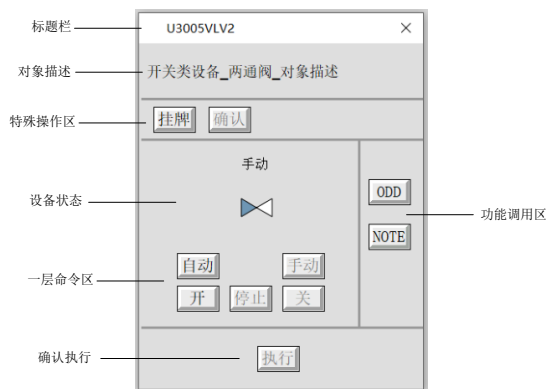 标题栏
U3005VLV2
对象描述
开关类设备_两通阀_对象描述
特殊操作区
挂牌 确认
手动
设备状态
ODD
功能调用区
NOTE
自动 手动
一层命令区
开 停止 关
确认执行
执行